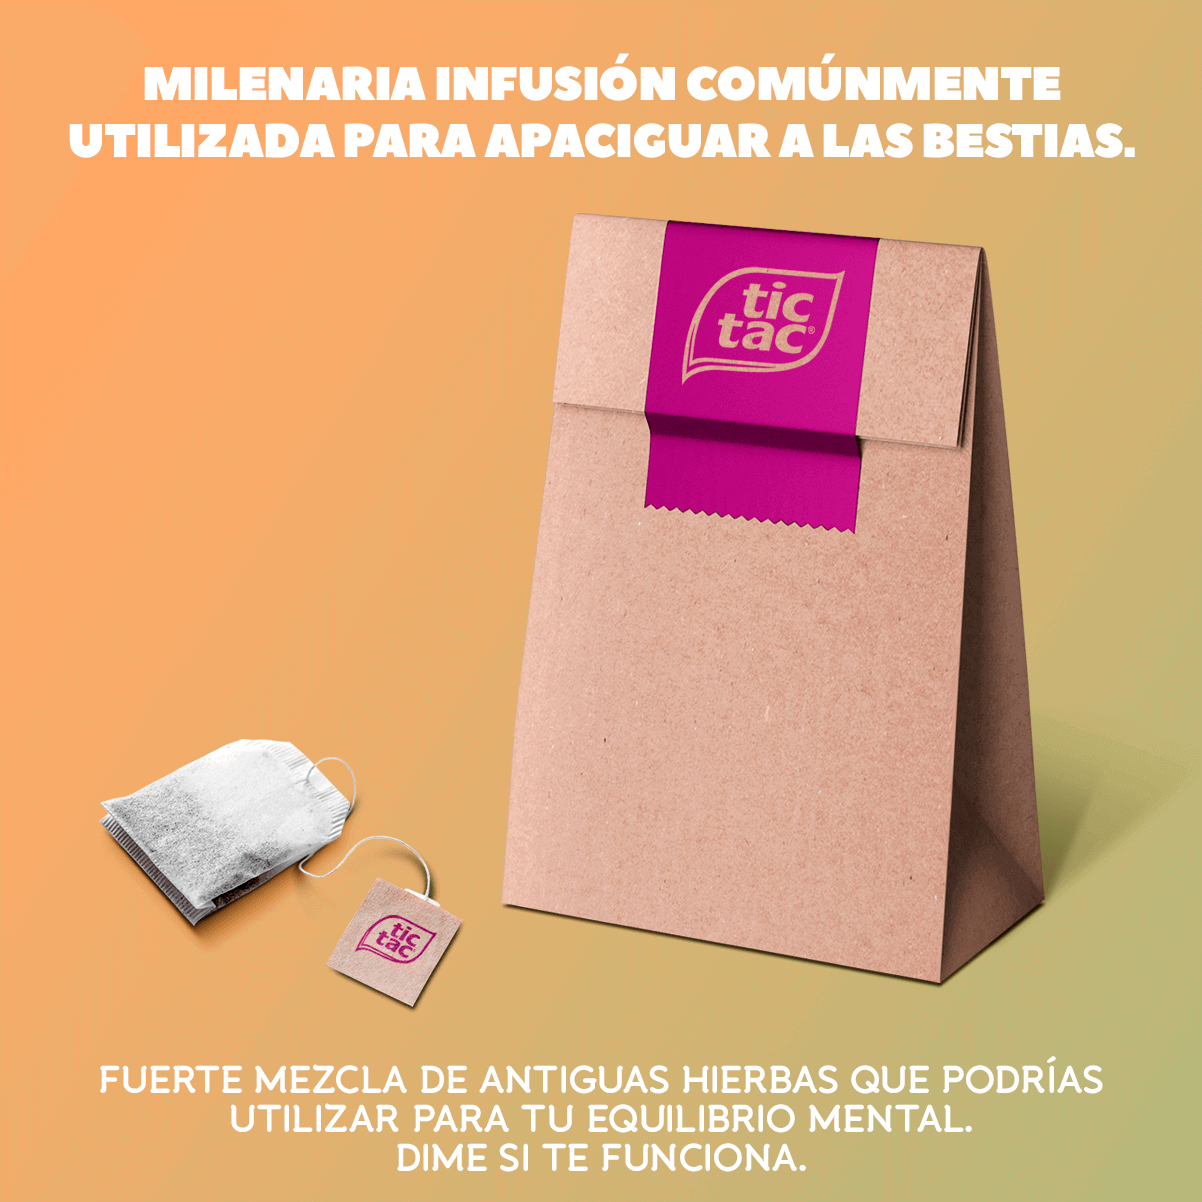 MILENARIA INFUSIÓN COMÚNMENTE
UTILIZADA PARA APACIGUAR A LAS BESTIAS.
tic
tac®
tic
tac
FUERTE MEZCLA DE ANTIGUAS HIERBAS QUE PODRÍAS
UTILIZAR PARA TU EQUILIBRIO MENTAL.
DIME SI TE FUNCIONA.